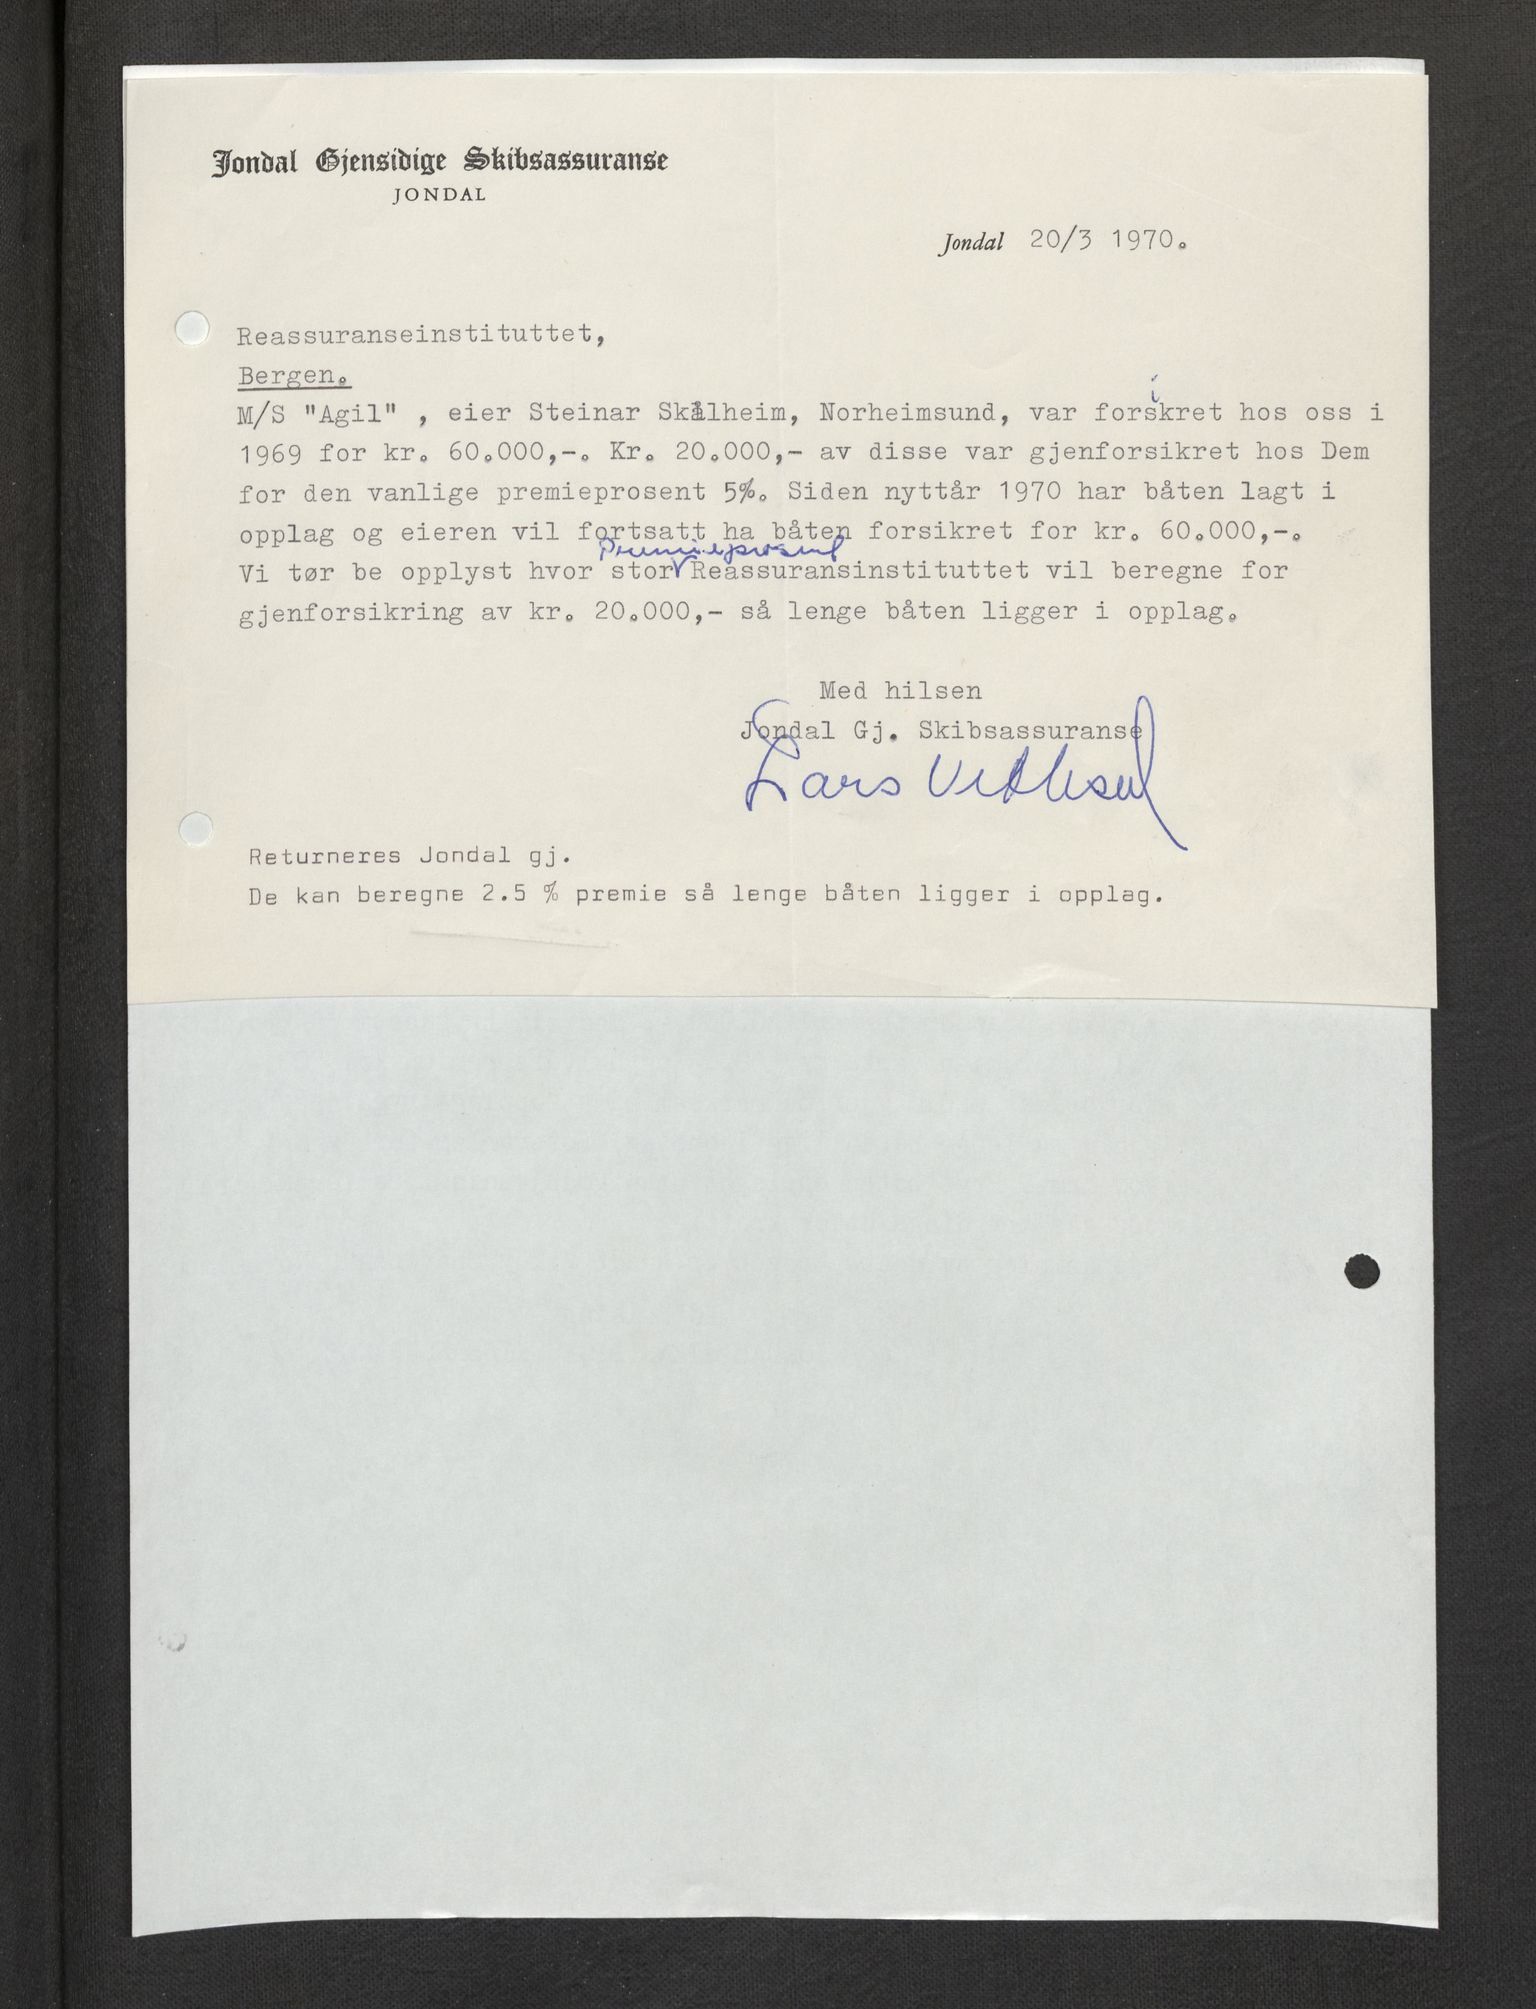 Jondal Gjensidige Skibsassuranse
JONDAL
Jondal 20/3 1970.
Reassuranseinstituttet,
Bergen.
i
M/S "Agil" , eier Steinar Skålheim, Norheimsund, var forskret hos oss i
1969 for kr. 60.000,-. Kr. 20.000,- av disse var gjenforsikret hos Dem
for den vanlige premieprosent 5%. Siden nyttår 1970 har båten lagt i
opplag og eieren vil fortsatt ha båten forsikret for kr. 60.000,-.
Premieprosent
Vi tør be opplyst hvor stor Reassuransinstituttet vil beregne for
gjenforsikring av kr. 20.000,- så lenge båten ligger i opplag.
Med hilsen
Jondal Gj. Skibsassuranse
Lars
Returneres Jondal gj.
De kan beregne 2.5 % premie så lenge båten ligger i opplag.